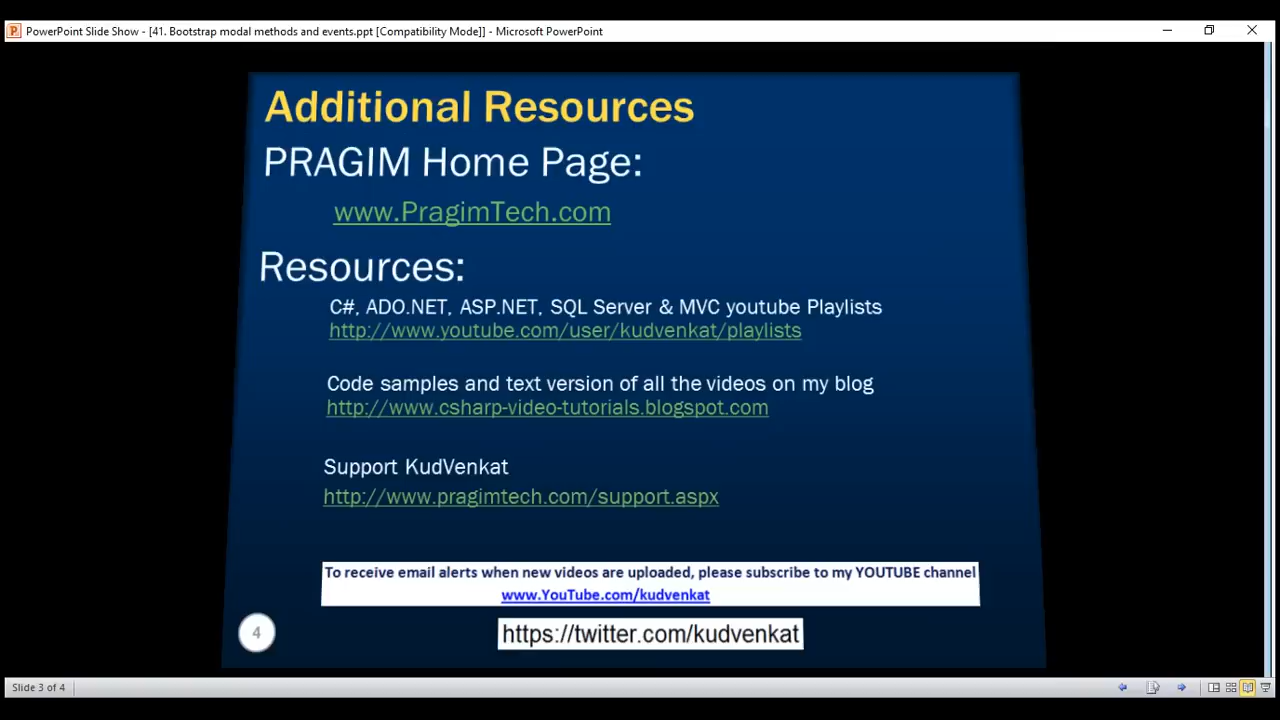 PowerPoint Slide Show - [41. Bootstrap modal methods and events.ppt [Compatibility Mode]] - Microsoft PowerPoint
Additional Resources
PRAGIM Home Page:
www.PragimTech.com
Resources:
C#, ADO.NET, ASP.NET, SQL Server & MVC youtube Playlists
http://www.youtube.com/user/kudvenkat/playlists
Code samples and text version of all the videos on my blog
http://www.csharp-video-tutorials.blogspot.com
Support KudVenkat
http://www.pragimtech.com/support.aspx
To receive email alerts when new videos are uploaded, please subscribe to my YOUTUBE channel
www.YouTube.com/kudvenkat
4
https://twitter.com/kudvenkat
Slide 3 of 4